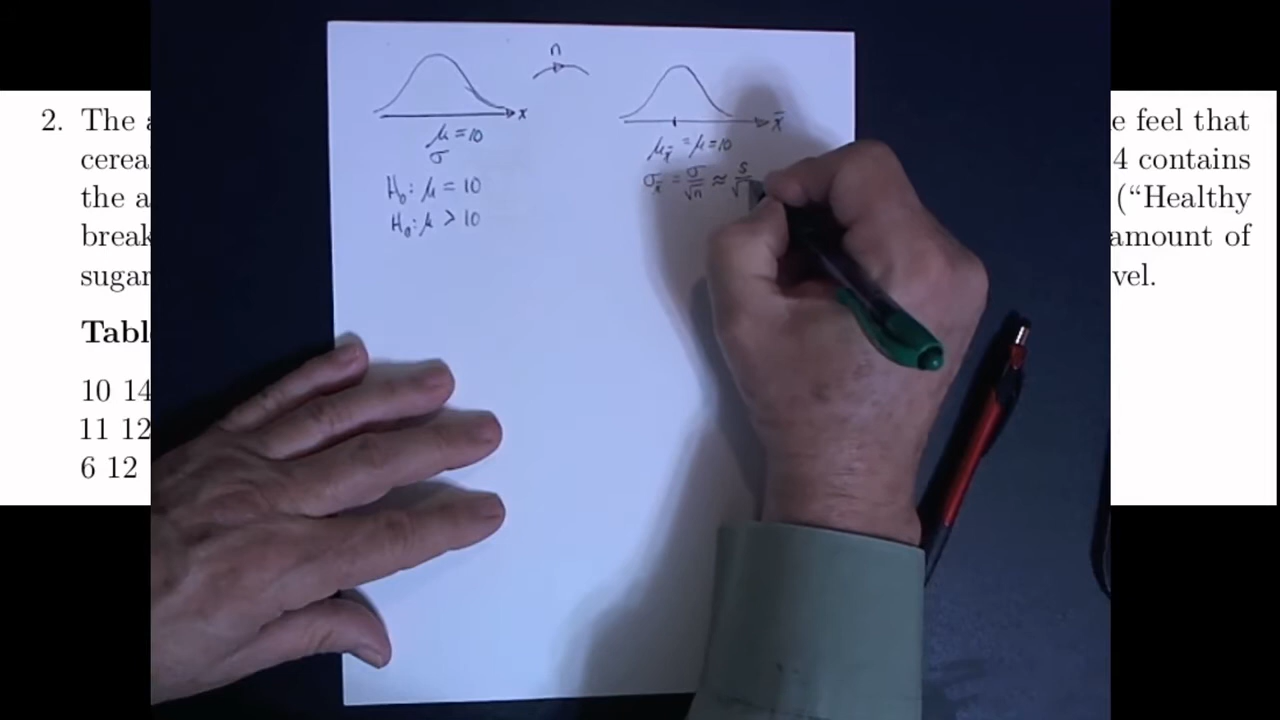 n
x
x̄
μ = 10
σ
μx̄ = μ = 10
σx̄ = σ/√n ≈ s/√
H₀: μ = 10
Hₐ: μ > 10
2. The
e feel that
cerea
4 contains
the a
("Healthy
break
amount of
sugar
vel.
Tabl
10 14
11 12
6 12